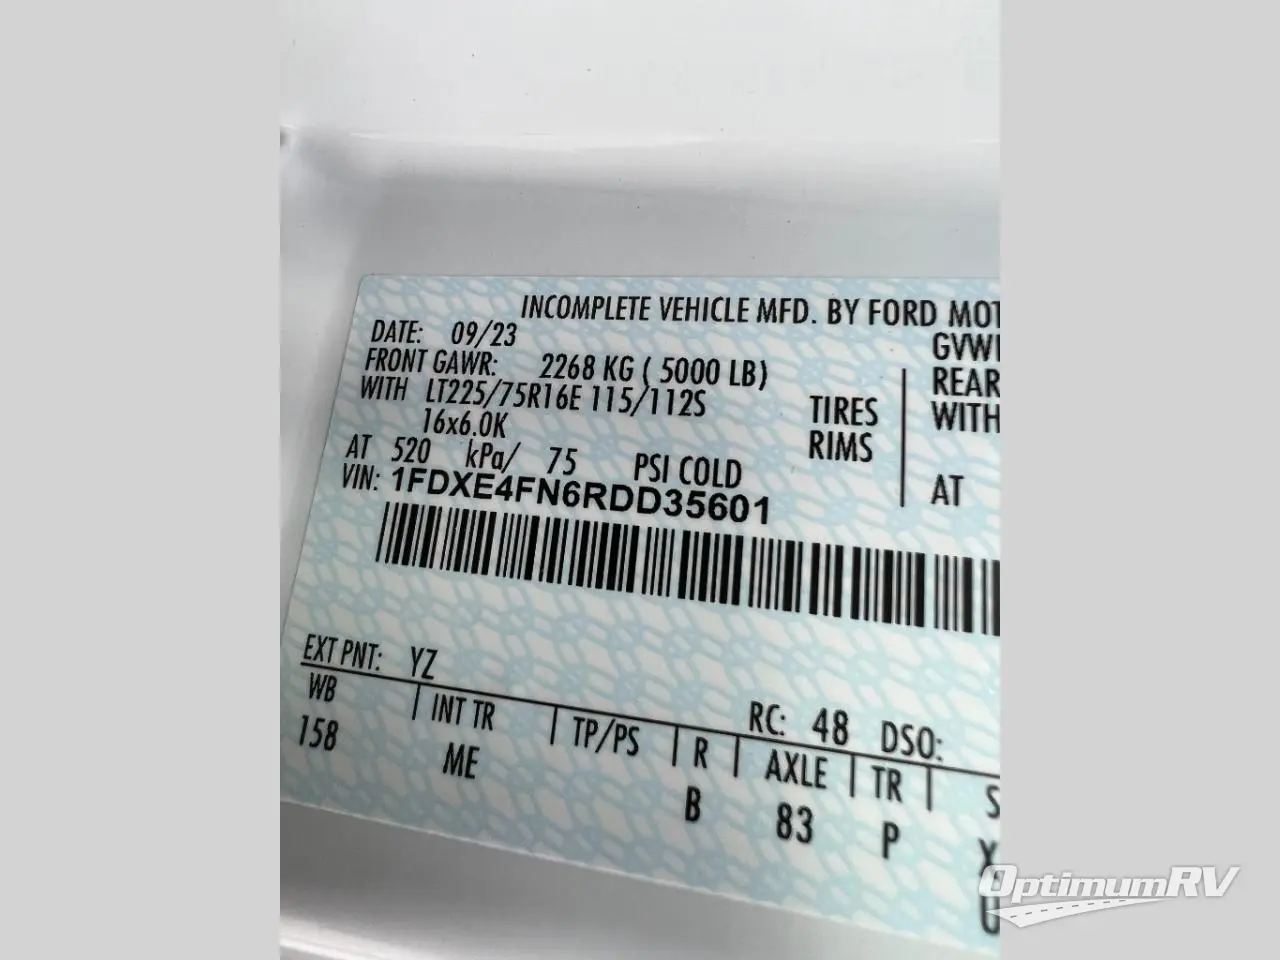 INCOMPLETE VEHICLE MFD. BY FORD
DATE: 09/23
GVW
FRONT GAWR: 2268 KG ( 5000 LB)
REAR
WITH LT225/75R16E 115/112S TIRES
WITH
16x6.0K RIMS
AT 520 kPa/ 75 PSI COLD
AT
VIN: 1FDXE4FN6RDD35601
EXT PNT: YZ
RC: 48 DSO:
WB INT TR TP/PS R AXLE TR
158 ME B 83 P
OptimumRV